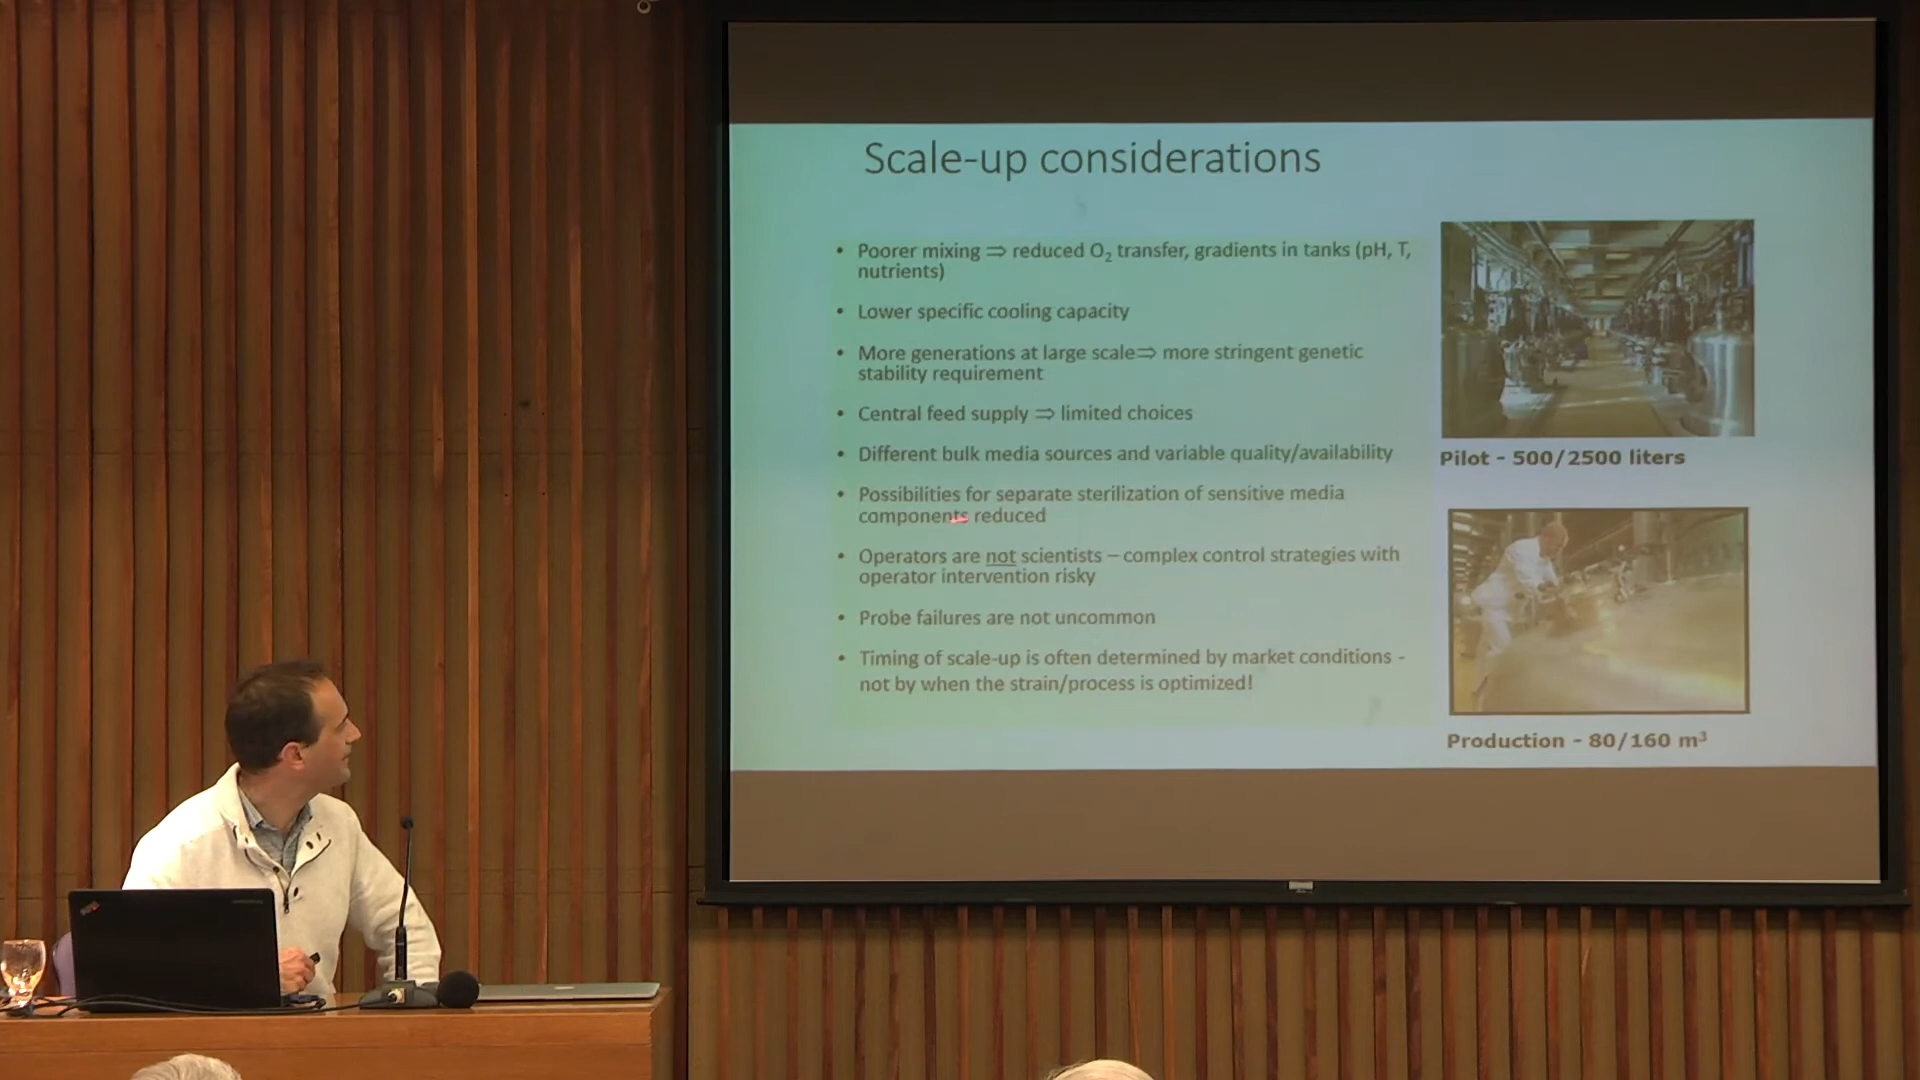 Scale-up considerations
• Poorer mixing ⇒ reduced O₂ transfer, gradients in tanks (pH, T,
nutrients)
• Lower specific cooling capacity
• More generations at large scale⇒ more stringent genetic
stability requirement
• Central feed supply ⇒ limited choices
• Different bulk media sources and variable quality/availability
• Possibilities for separate sterilization of sensitive media
components reduced
• Operators are not scientists – complex control strategies with
operator intervention risky
• Probe failures are not uncommon
• Timing of scale-up is often determined by market conditions -
not by when the strain/process is optimized!
Pilot - 500/2500 liters
Production - 80/160 m³